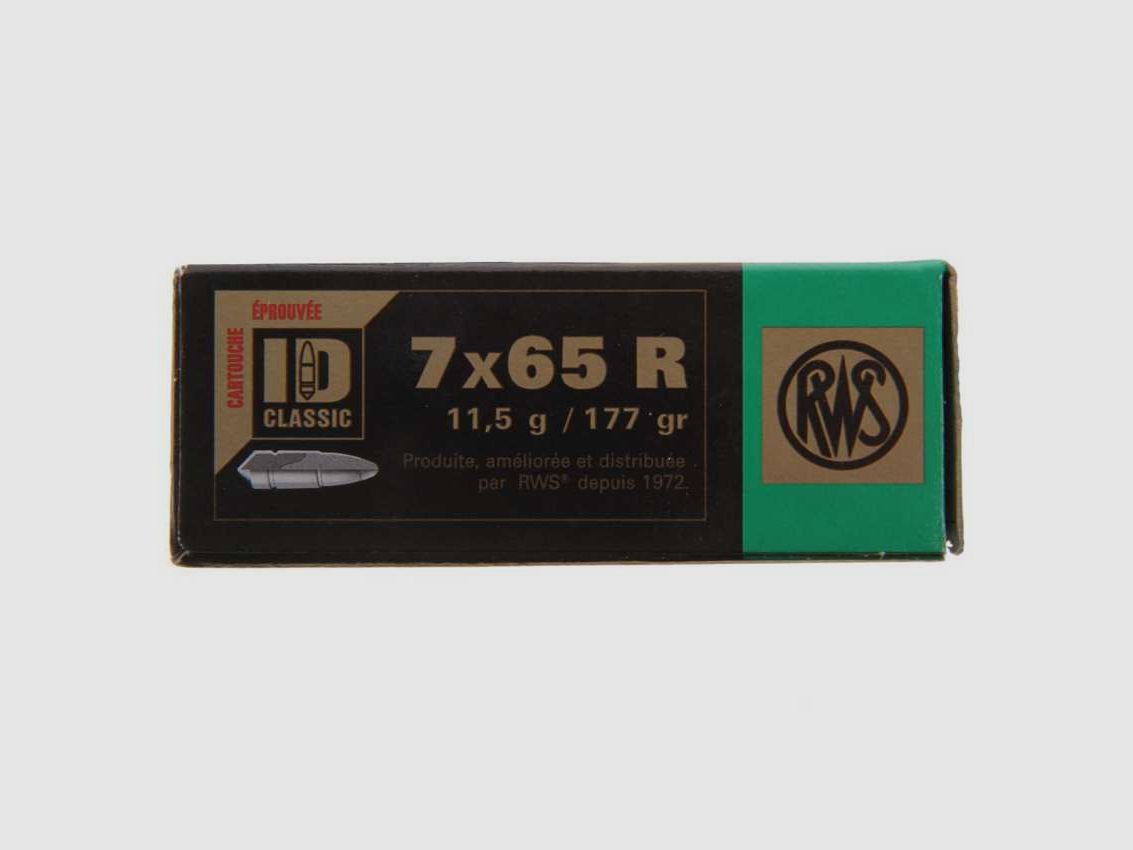 ÉPROUVÉE
CARTOUCHE
ID
CLASSIC
7x65 R
11,5 g / 177 gr
Produite, améliorée et distribuée
par RWS® depuis 1972.
RWS